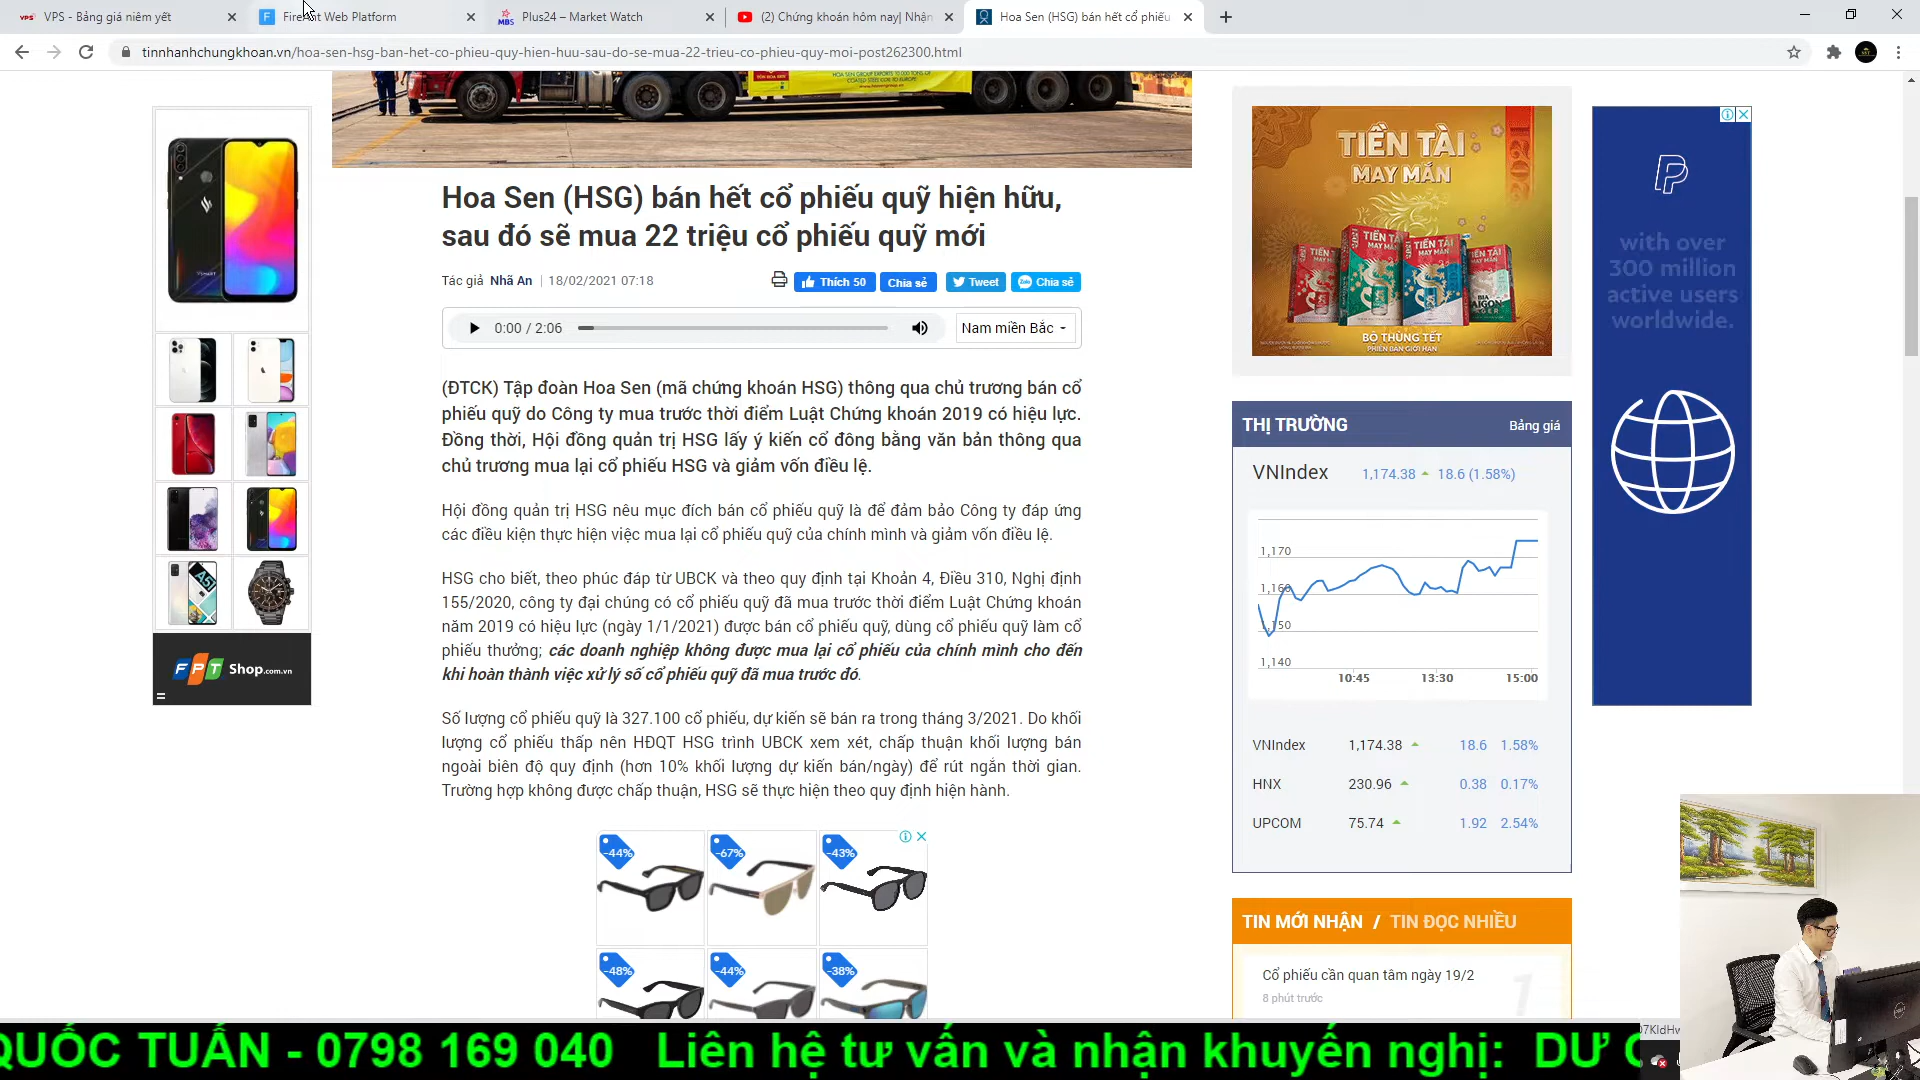 VPS - Bảng giá niêm yết
Fireant Web Platform
Plus24 – Market Watch
(2) Chứng khoán hôm nay| Nhận
Hoa Sen (HSG) bán hết cổ phiếu
tinnhanhchungkhoan.vn/hoa-sen-hsg-ban-het-co-phieu-quy-hien-huu-sau-do-se-mua-22-trieu-co-phieu-quy-moi-post262300.html
Hoa Sen (HSG) bán hết cổ phiếu quỹ hiện hữu,
sau đó sẽ mua 22 triệu cổ phiếu quỹ mới
Tác giả Nhã An | 18/02/2021 07:18
Thích 50
Chia sẻ
Tweet
Chia sẻ
0:00 / 2:06
Nam miền Bắc
(ĐTCK) Tập đoàn Hoa Sen (mã chứng khoán HSG) thông qua chủ trương bán cổ
phiếu quỹ do Công ty mua trước thời điểm Luật Chứng khoán 2019 có hiệu lực.
Đồng thời, Hội đồng quản trị HSG lấy ý kiến cổ đông bằng văn bản thông qua
chủ trương mua lại cổ phiếu HSG và giảm vốn điều lệ.
Hội đồng quản trị HSG nêu mục đích bán cổ phiếu quỹ là để đảm bảo Công ty đáp ứng
các điều kiện thực hiện việc mua lại cổ phiếu quỹ của chính mình và giảm vốn điều lệ.
HSG cho biết, theo phúc đáp từ UBCK và theo quy định tại Khoản 4, Điều 310, Nghị định
155/2020, công ty đại chúng có cổ phiếu quỹ đã mua trước thời điểm Luật Chứng khoán
năm 2019 có hiệu lực (ngày 1/1/2021) được bán cổ phiếu quỹ, dùng cổ phiếu quỹ làm cổ
phiếu thưởng; các doanh nghiệp không được mua lại cổ phiếu của chính mình cho đến
khi hoàn thành việc xử lý số cổ phiếu quỹ đã mua trước đó.
Số lượng cổ phiếu quỹ là 327.100 cổ phiếu, dự kiến sẽ bán ra trong tháng 3/2021. Do khối
lượng cổ phiếu thấp nên HĐQT HSG trình UBCK xem xét, chấp thuận khối lượng bán
ngoài biên độ quy định (hơn 10% khối lượng dự kiến bán/ngày) để rút ngắn thời gian.
Trường hợp không được chấp thuận, HSG sẽ thực hiện theo quy định hiện hành.
-44%
-67%
-43%
-48%
-44%
-38%
FPT Shop.com.vn
TIỀN TÀI
MAY MẮN
2021
BỘ THÙNG TẾT
PHIÊN BẢN GIỚI HẠN
THỊ TRƯỜNG
Bảng giá
VNIndex 1,174.38 18.6 (1.58%)
1,170
1,160
1,150
1,140
10:45 13:30 15:00
VNIndex 1,174.38 18.6 1.58%
HNX 230.96 0.38 0.17%
UPCOM 75.74 1.92 2.54%
TIN MỚI NHẬN / TIN ĐỌC NHIỀU
Cổ phiếu cần quan tâm ngày 19/2
8 phút trước
1
with over
300 million
active users
worldwide.
QUỐC TUẤN - 0798 169 040 Liên hệ tư vấn và nhận khuyến nghị: DƯ